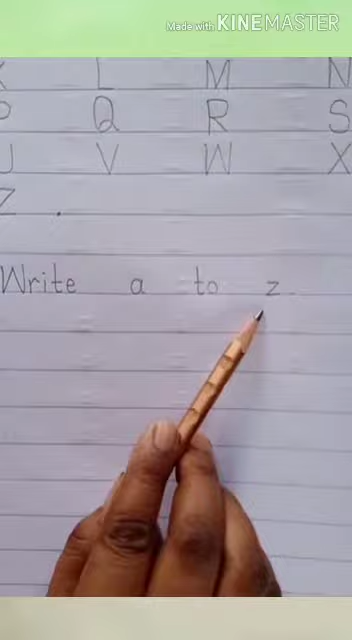 Made with KINEMASTER
K L M N
P Q R S
U V W X
Z .
Write a to z.